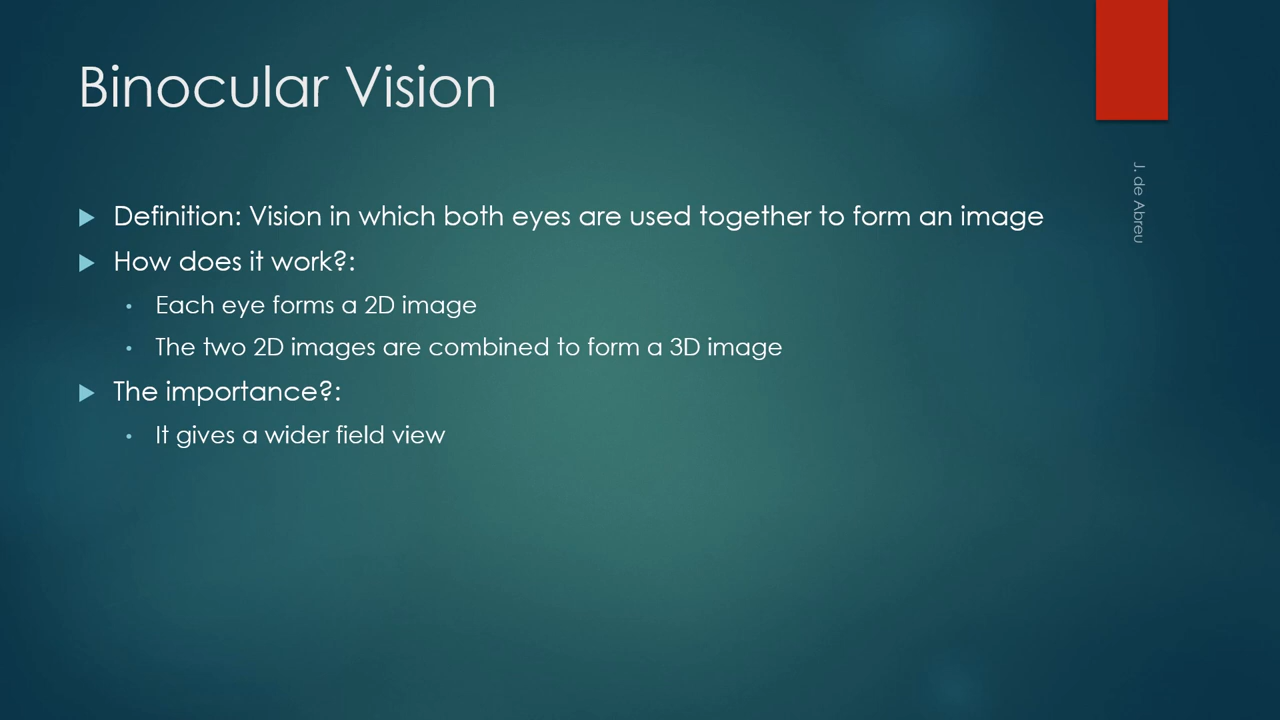 Binocular Vision
Definition: Vision in which both eyes are used together to form an image
How does it work?:
Each eye forms a 2D image
The two 2D images are combined to form a 3D image
The importance?:
It gives a wider field view
J. de Abreu